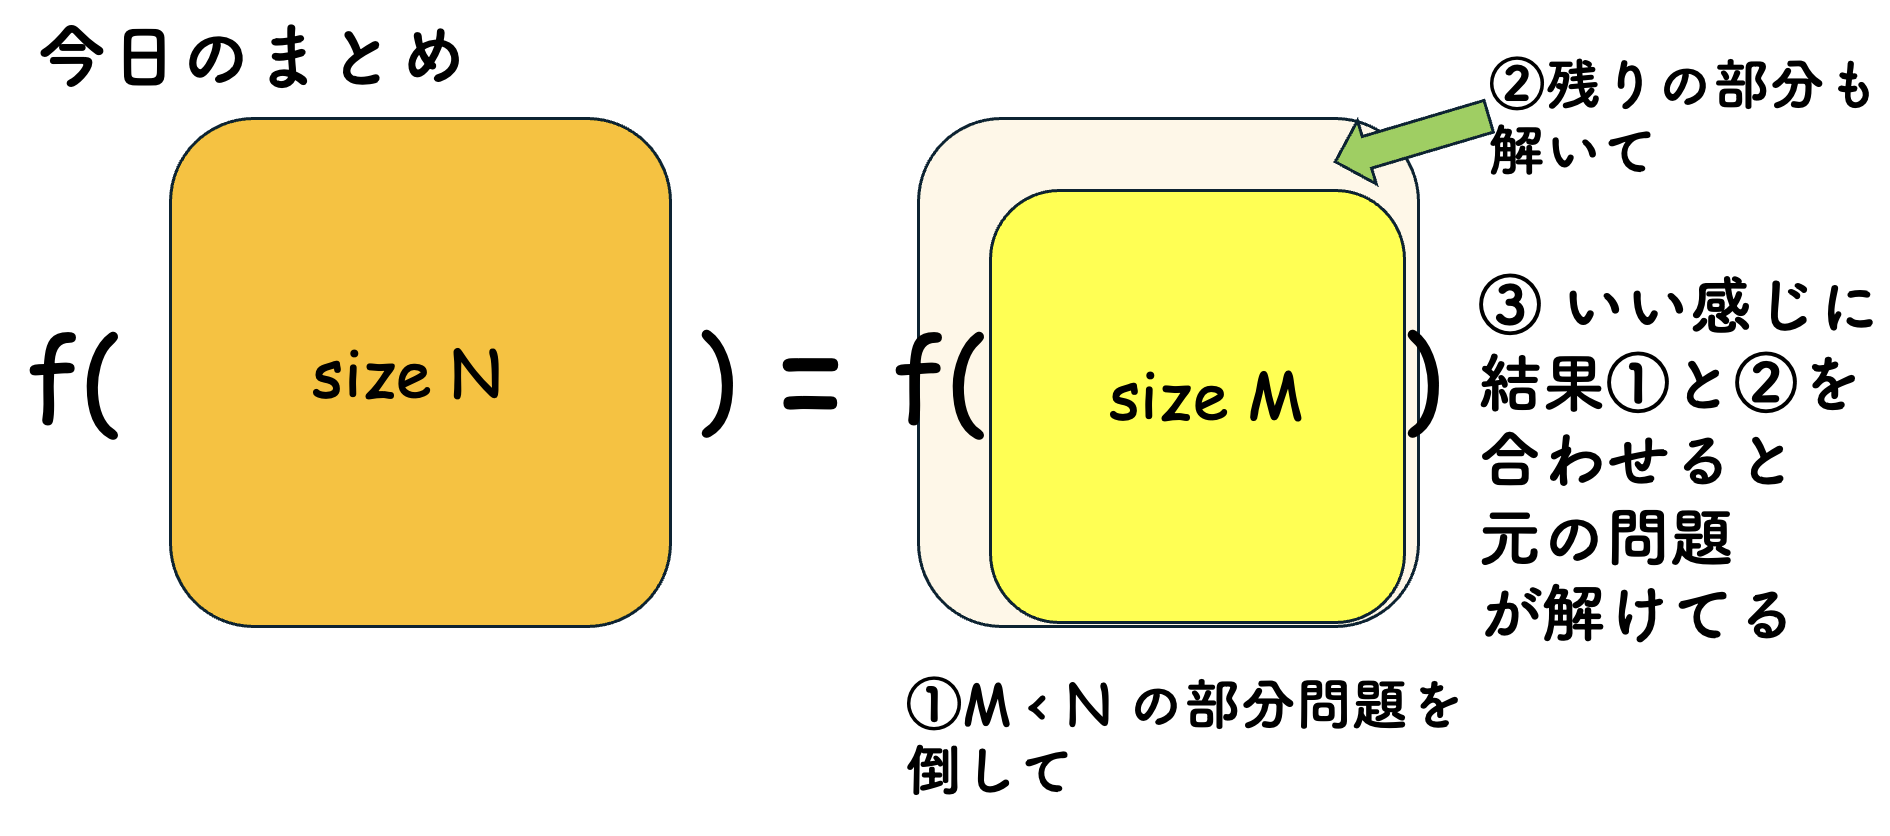 今日のまとめ
②残りの部分も
解いて
f( size N ) = f( size M )
③ いい感じに
結果①と②を
合わせると
元の問題
が解けてる
①M < N の部分問題を
倒して